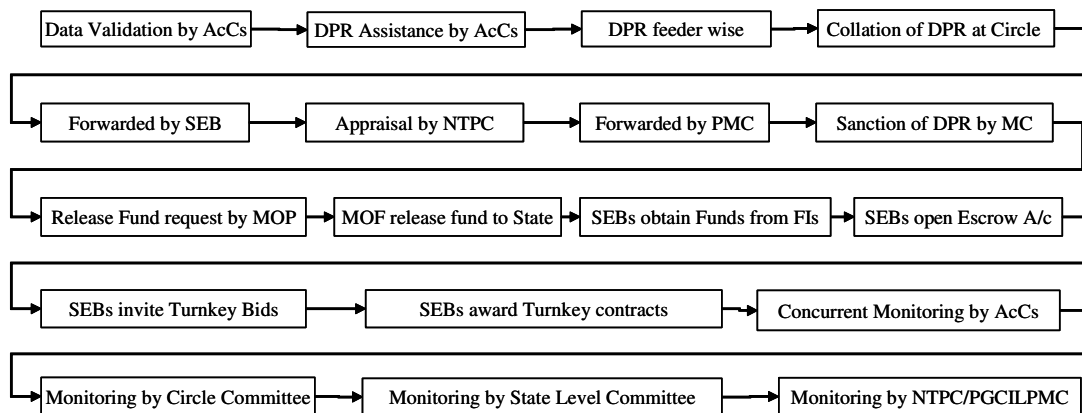 Data Validation by AcCs
DPR Assistance by AcCs
DPR feeder wise
Collation of DPR at Circle
Forwarded by SEB
Appraisal by NTPC
Forwarded by PMC
Sanction of DPR by MC
Release Fund request by MOP
MOF release fund to State
SEBs obtain Funds from FIs
SEBs open Escrow A/c
SEBs invite Turnkey Bids
SEBs award Turnkey contracts
Concurrent Monitoring by AcCs
Monitoring by Circle Committee
Monitoring by State Level Committee
Monitoring by NTPC/PGCILPMC